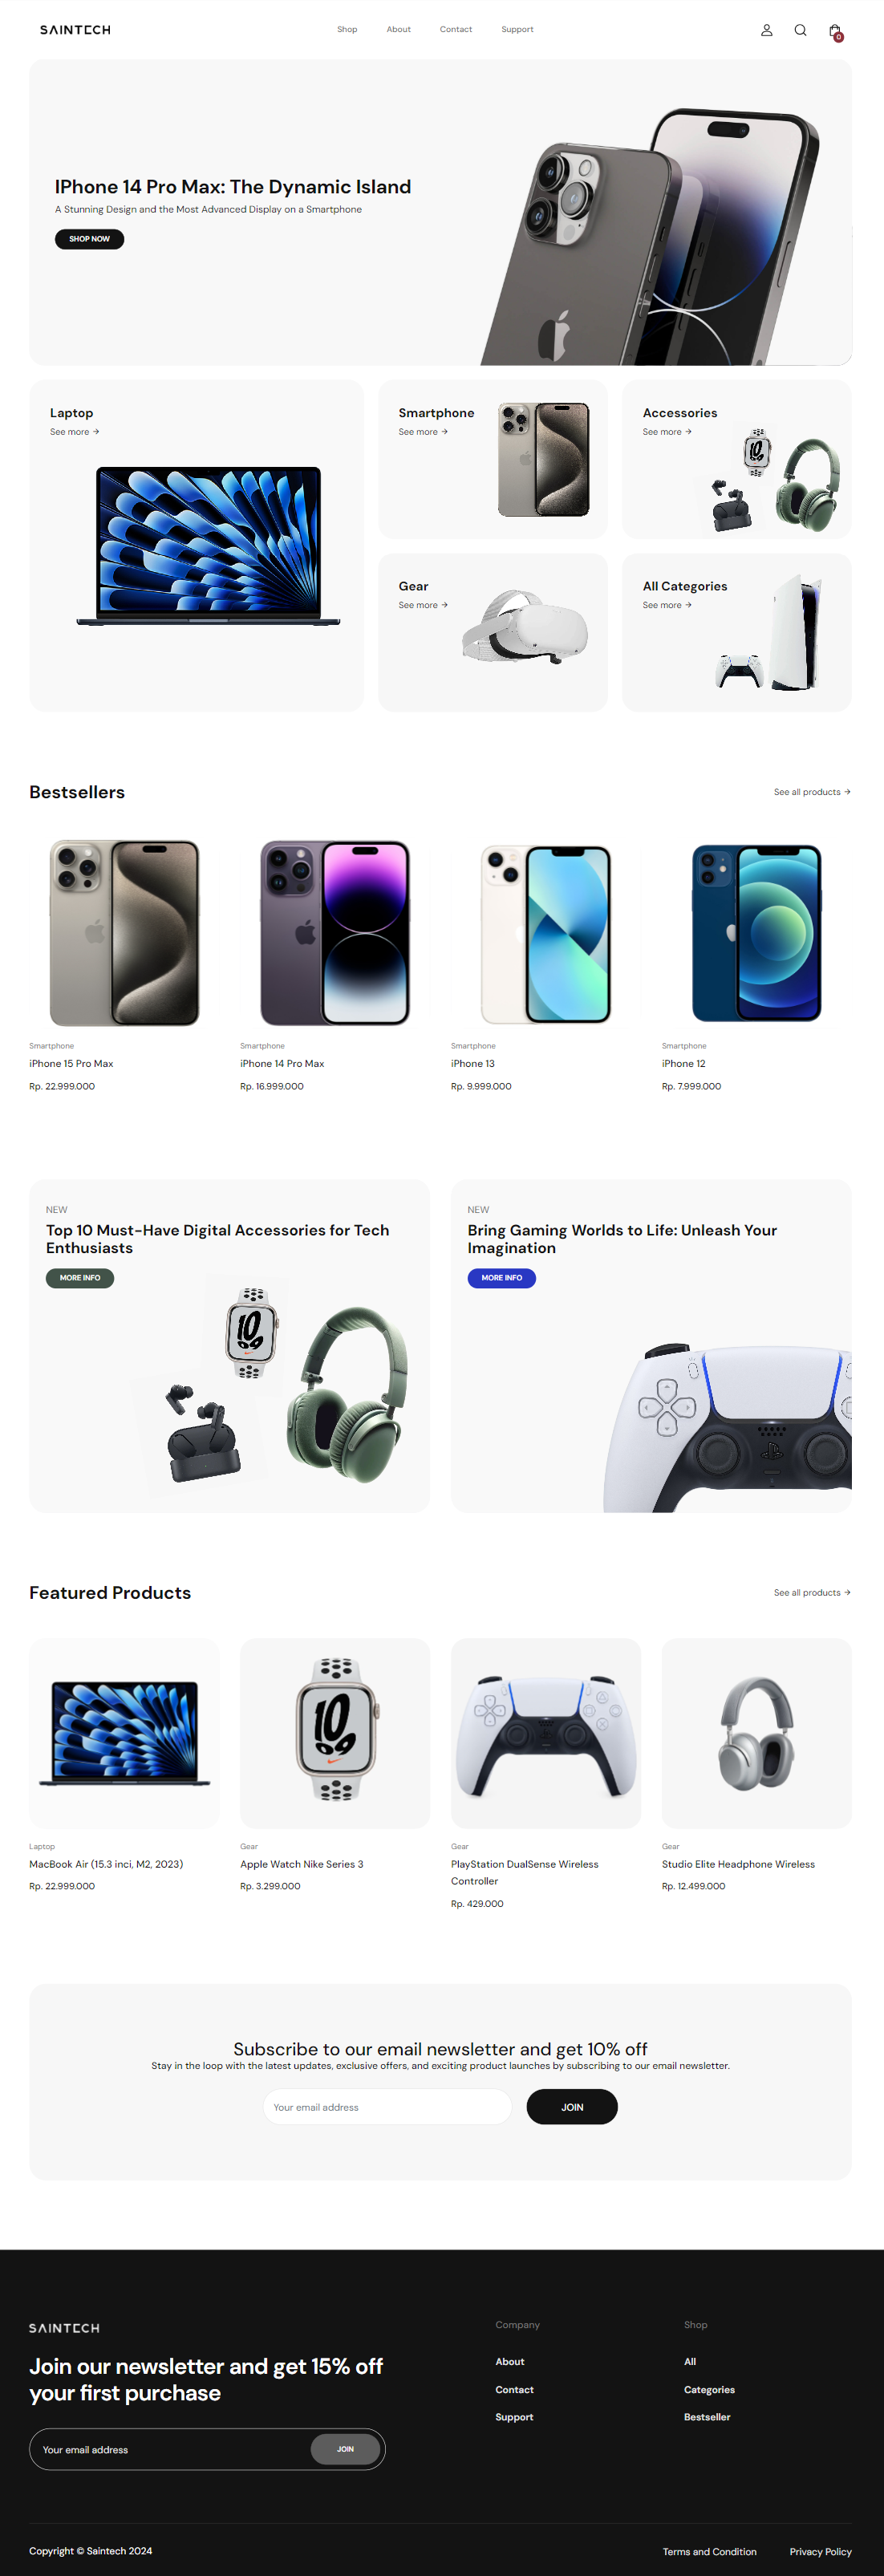 SAINTECH
Shop About Contact Support
0
IPhone 14 Pro Max: The Dynamic Island
A Stunning Design and the Most Advanced Display on a Smartphone
SHOP NOW
Laptop
See more →
Smartphone
See more →
Accessories
See more →
10
Gear
See more →
All Categories
See more →
Bestsellers
See all products →
Smartphone
iPhone 15 Pro Max
Rp. 22.999.000
Smartphone
iPhone 14 Pro Max
Rp. 16.999.000
Smartphone
iPhone 13
Rp. 9.999.000
Smartphone
iPhone 12
Rp. 7.999.000
NEW
Top 10 Must-Have Digital Accessories for Tech
Enthusiasts
MORE INFO
10
NEW
Bring Gaming Worlds to Life: Unleash Your
Imagination
MORE INFO
Featured Products
See all products →
Laptop
MacBook Air (15.3 inci, M2, 2023)
Rp. 22.999.000
10
Gear
Apple Watch Nike Series 3
Rp. 3.299.000
Gear
PlayStation DualSense Wireless
Controller
Rp. 429.000
Gear
Studio Elite Headphone Wireless
Rp. 12.499.000
Subscribe to our email newsletter and get 10% off
Stay in the loop with the latest updates, exclusive offers, and exciting product launches by subscribing to our email newsletter.
Your email address
JOIN
SAINTECH
Join our newsletter and get 15% off
your first purchase
Your email address
JOIN
Company
About
Contact
Support
Shop
All
Categories
Bestseller
Copyright © Saintech 2024
Terms and Condition
Privacy Policy